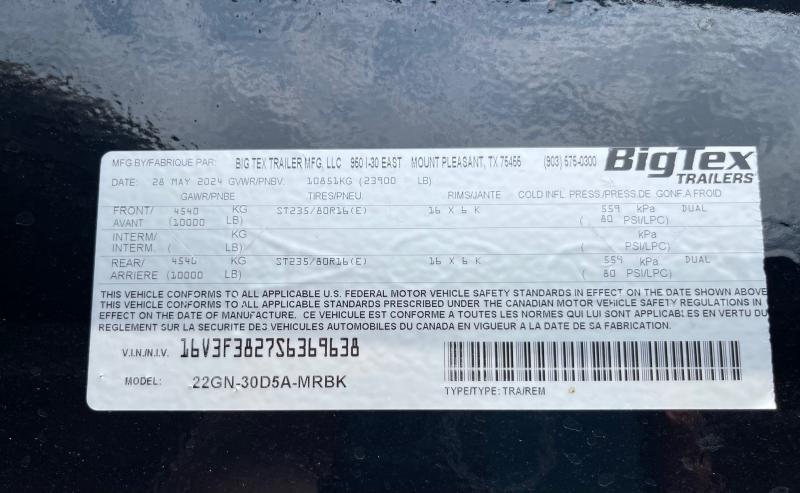 MFG BY/FABRIQUE PAR: BIG TEX TRAILER MFG, LLC 950 I-30 EAST MOUNT PLEASANT, TX 75455 (903) 575-0300 BigTex TRAILERS
DATE: 28 MAY 2024 GVWR/PNBV. 10851KG (23900 LB)
GAWR/PNBE TIRES/PNEU. RIMS/JANTE COLD INFL. PRESS./PRESS.DE GONF.A FROID
FRONT/ 4540 KG ST235/80R16(E) 16 X 6 K 559 kPa DUAL
AVANT (10000 LB) ( 80 PSI/LPC)
INTERM/ KG kPa
INTERM. ( LB) ( PSI/LPC)
REAR/ 4540 KG ST235/80R16(E) 16 X 6 K 559 kPa DUAL
ARRIERE (10000 LB) ( 80 PSI/LPC)
THIS VEHICLE CONFORMS TO ALL APPLICABLE U.S. FEDERAL MOTOR VEHICLE SAFETY STANDARDS IN EFFECT ON THE DATE SHOWN ABOVE
THIS VEHICLE CONFORMS TO ALL APPLICABLE STANDARDS PRESCRIBED UNDER THE CANADIAN MOTOR VEHICLE SAFETY REGULATIONS IN
EFFECT ON THE DATE OF MANUFACTURE. CE VEHICULE EST CONFORME A TOUTES LES NORMES QUI LUI SONT APPLICABLES EN VERTU DU
REGLEMENT SUR LA SECURITE DES VEHICULES AUTOMOBILES DU CANADA EN VIGUEUR A LA DATE DE SA FABRICATION.
V.I.N./N.I.V. 16V3F3827S6369638
MODEL: 22GN-30D5A-MRBK TYPE/TYPE: TRA/REM